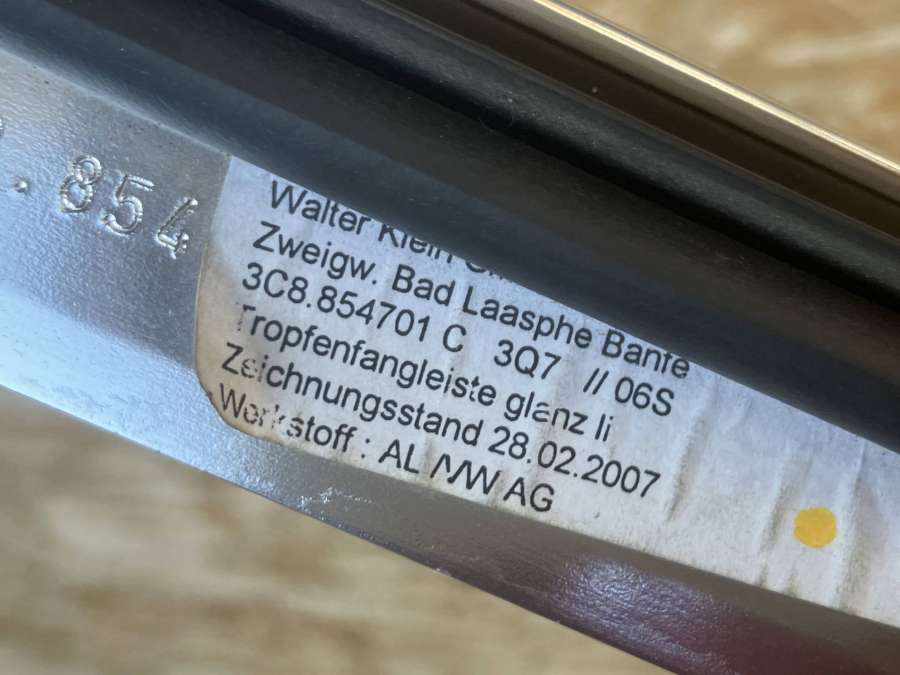 .854
Walter Klein
Zweigw. Bad Laasphe Banfe
3C8.854701 C 3Q7 // 06S
Tropfenfangleiste glanz li
Zeichnungsstand 28.02.2007
Werkstoff : AL /VW AG